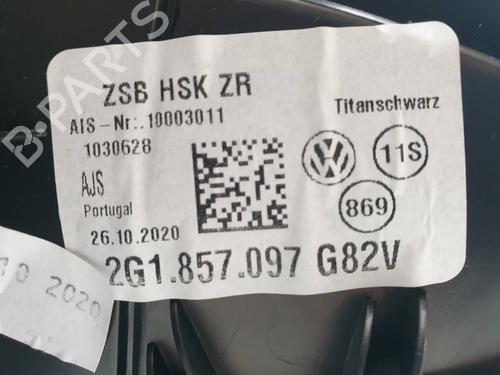 ZSB HSK ZR
AIS-Nr:.10003011
1030628
Titanschwarz
AJS
Portugal
26.10.2020
11S
869
2G1.857.097 G82V
10 2020
B-PARTS